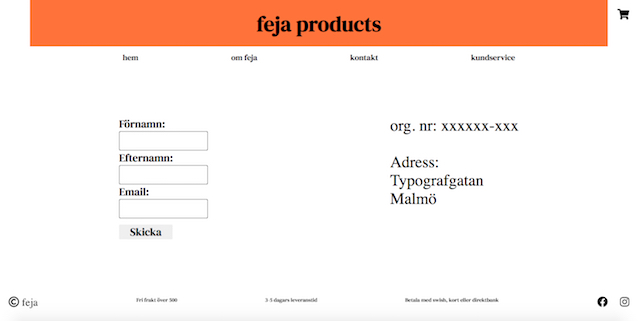 feja products
hem
om feja
kontakt
kundservice
Förnamn:
Efternamn:
Email:
Skicka
org. nr: xxxxxx-xxx
Adress:
Typografgatan
Malmö
© feja
Fri frakt över 500
3-5 dagars leveranstid
Betala med swish, kort eller direktbank